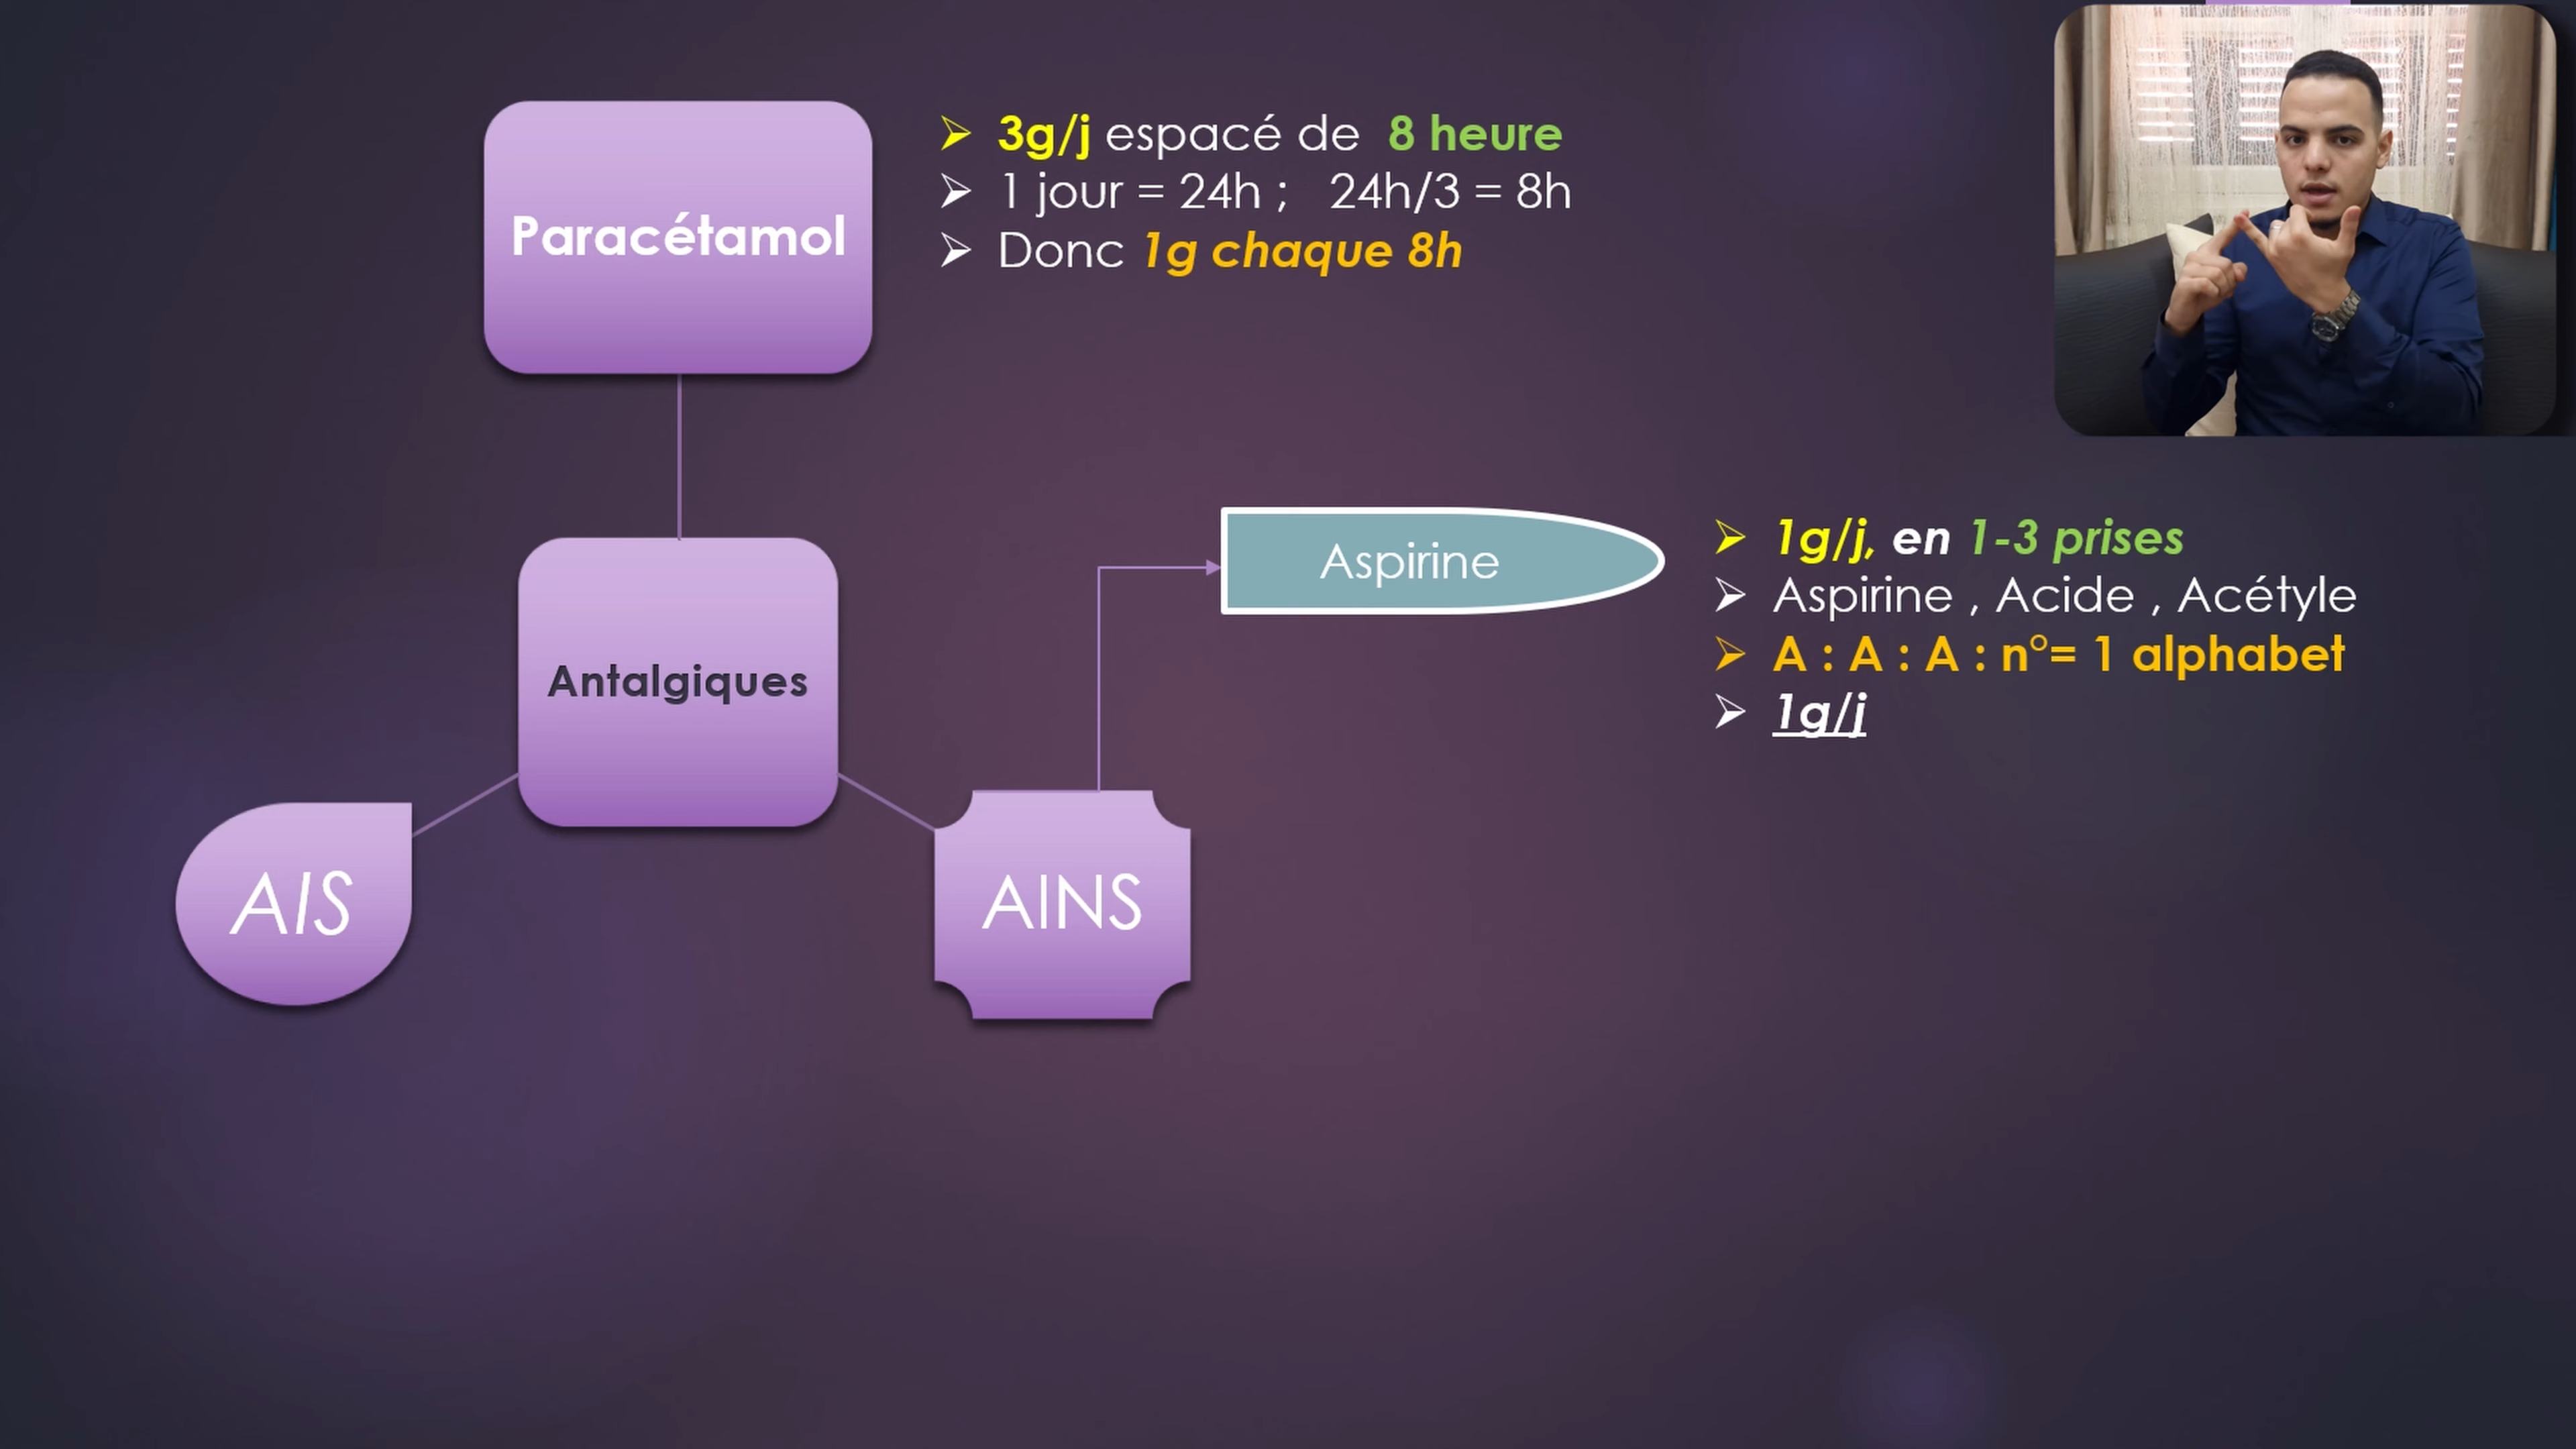 Paracétamol
3g/j espacé de 8 heure
1 jour = 24h ; 24h/3 = 8h
Donc 1g chaque 8h
Antalgiques
Aspirine
1g/j, en 1-3 prises
Aspirine , Acide , Acétyle
A : A : A : n°= 1 alphabet
1g/j
AIS
AINS